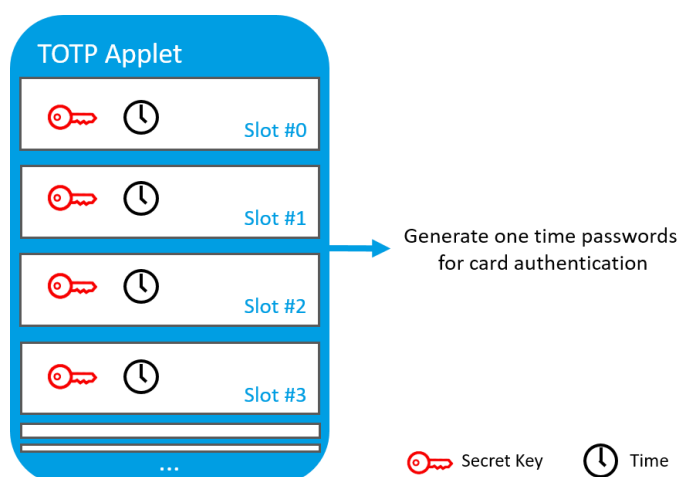 TOTP Applet
Slot #0
Slot #1
Slot #2
Slot #3
...
Generate one time passwords
for card authentication
Secret Key
Time